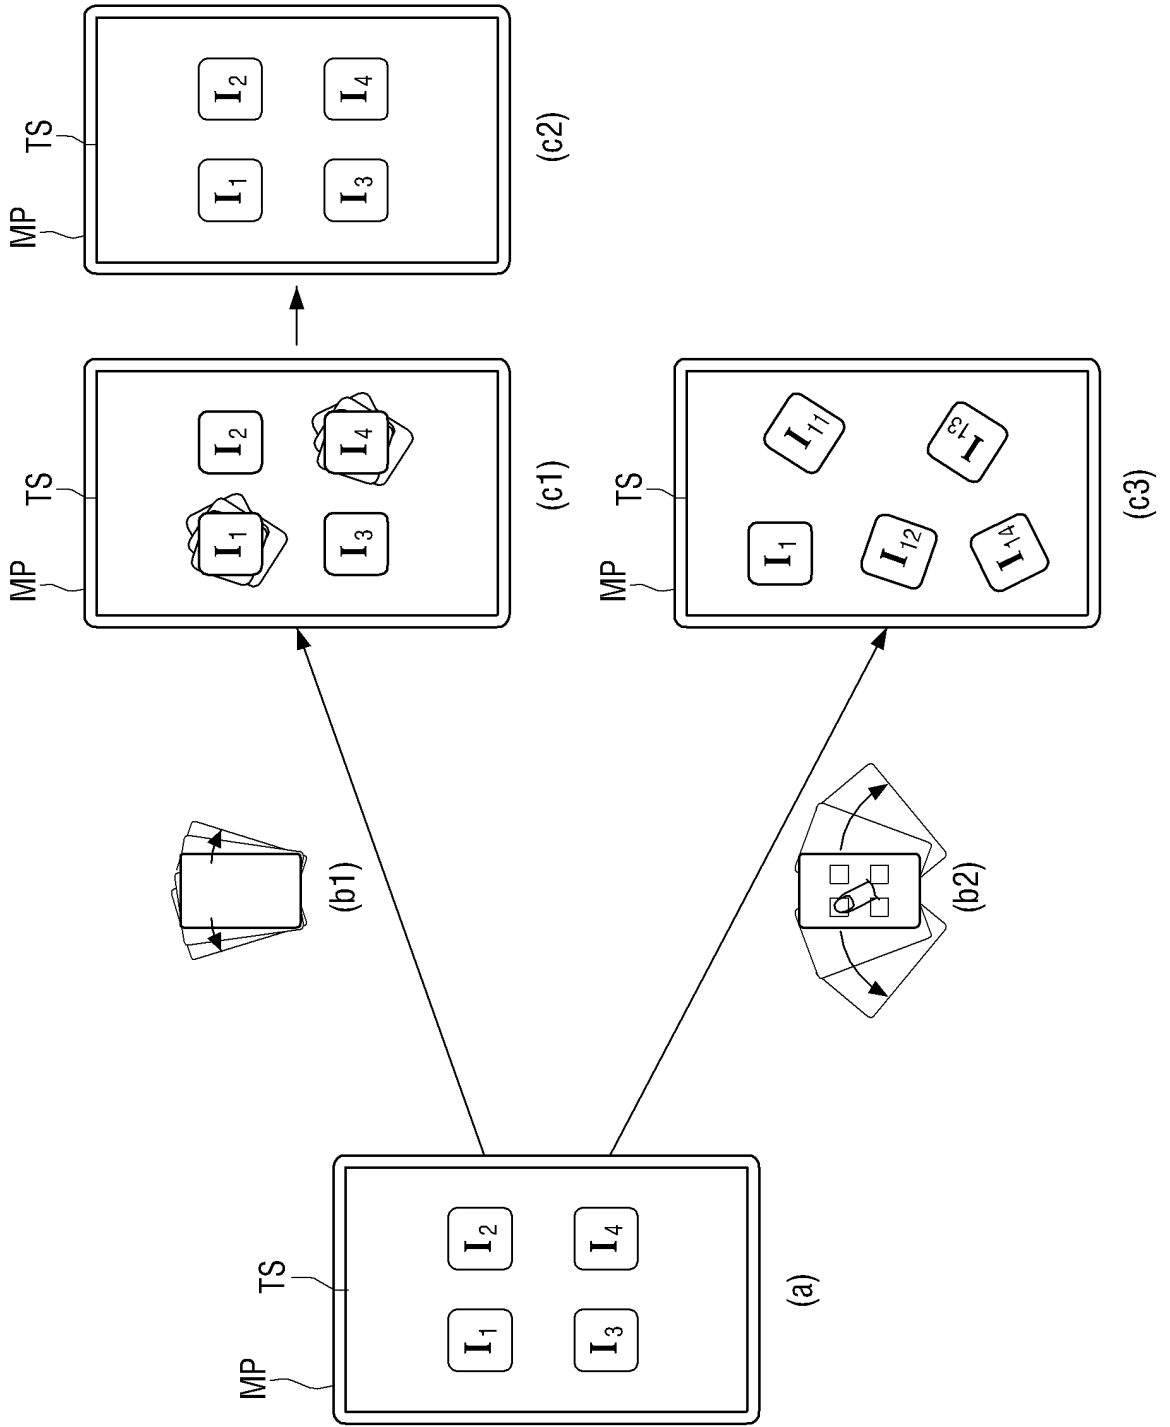 MP TS
I1 I2
I3 I4
(a)
(b1)
MP TS
I1 I2
I3 I4
(c1)
MP TS
I1 I2
I3 I4
(c2)
(b2)
MP TS
I1 I11
I12
I14 I13
(c3)